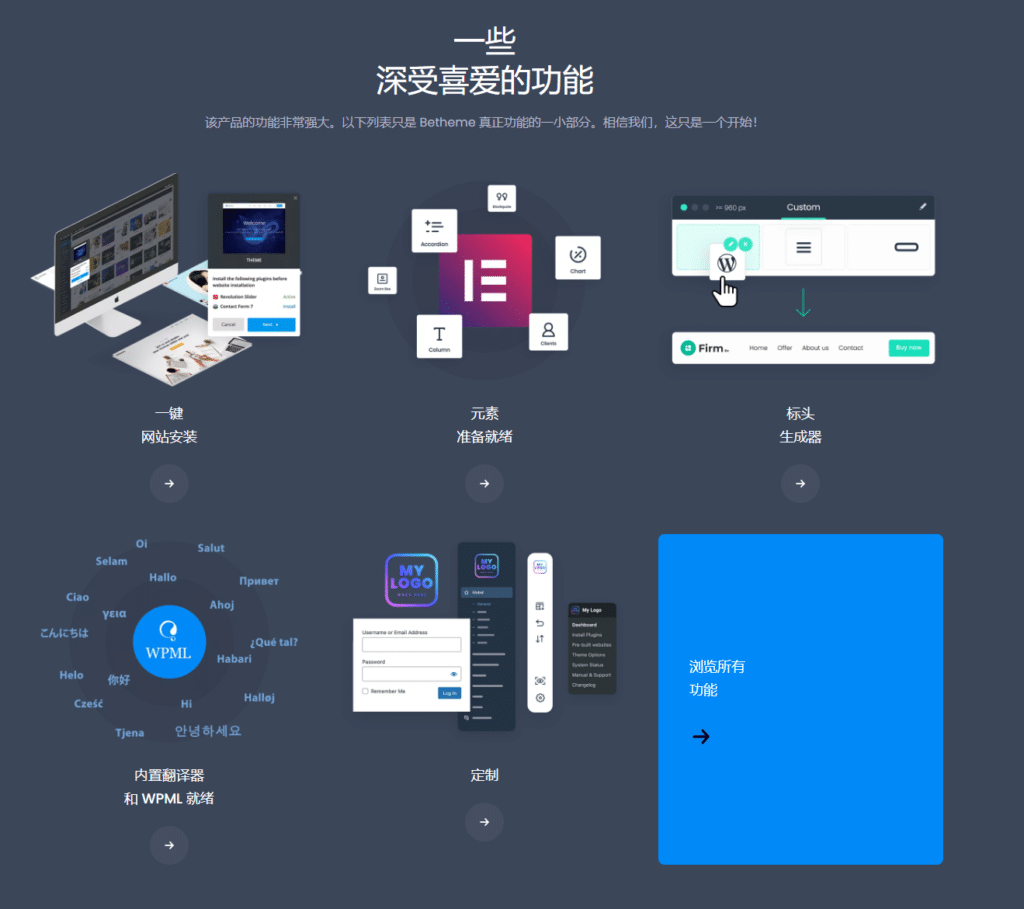 一些
深受喜爱的功能
该产品的功能非常强大。以下列表只是 Betheme 真正功能的一小部分。相信我们，这只是一个开始！
Welcome
THEME
Install the following plugins before
website installation
Revolution Slider Active
Contact Form 7 Install
Cancel Next
Blockquote
Accordion
Chart
Column
Clients
960 px
Custom
Firm
Home Offer About us Contact Buy now
一键
网站安装
元素
准备就绪
标头
生成器
Oi
Salut
Selam
Hallo
Привет
Ciao
Ahoj
γεια
こんにちは
¿Qué tal?
WPML
Habari
Helo
你好
Cześć
Hi
Halløj
Tjena
안녕하세요
MY
LOGO
Username or Email Address
Password
Remember Me
Log In
MY
LOGO
Global
MY
LOGO
My Logo
Dashboard
Install Plugins
Pre-built websites
Theme Options
System Status
Manual & Support
Changelog
浏览所有
功能
内置翻译器
和 WPML 就绪
定制